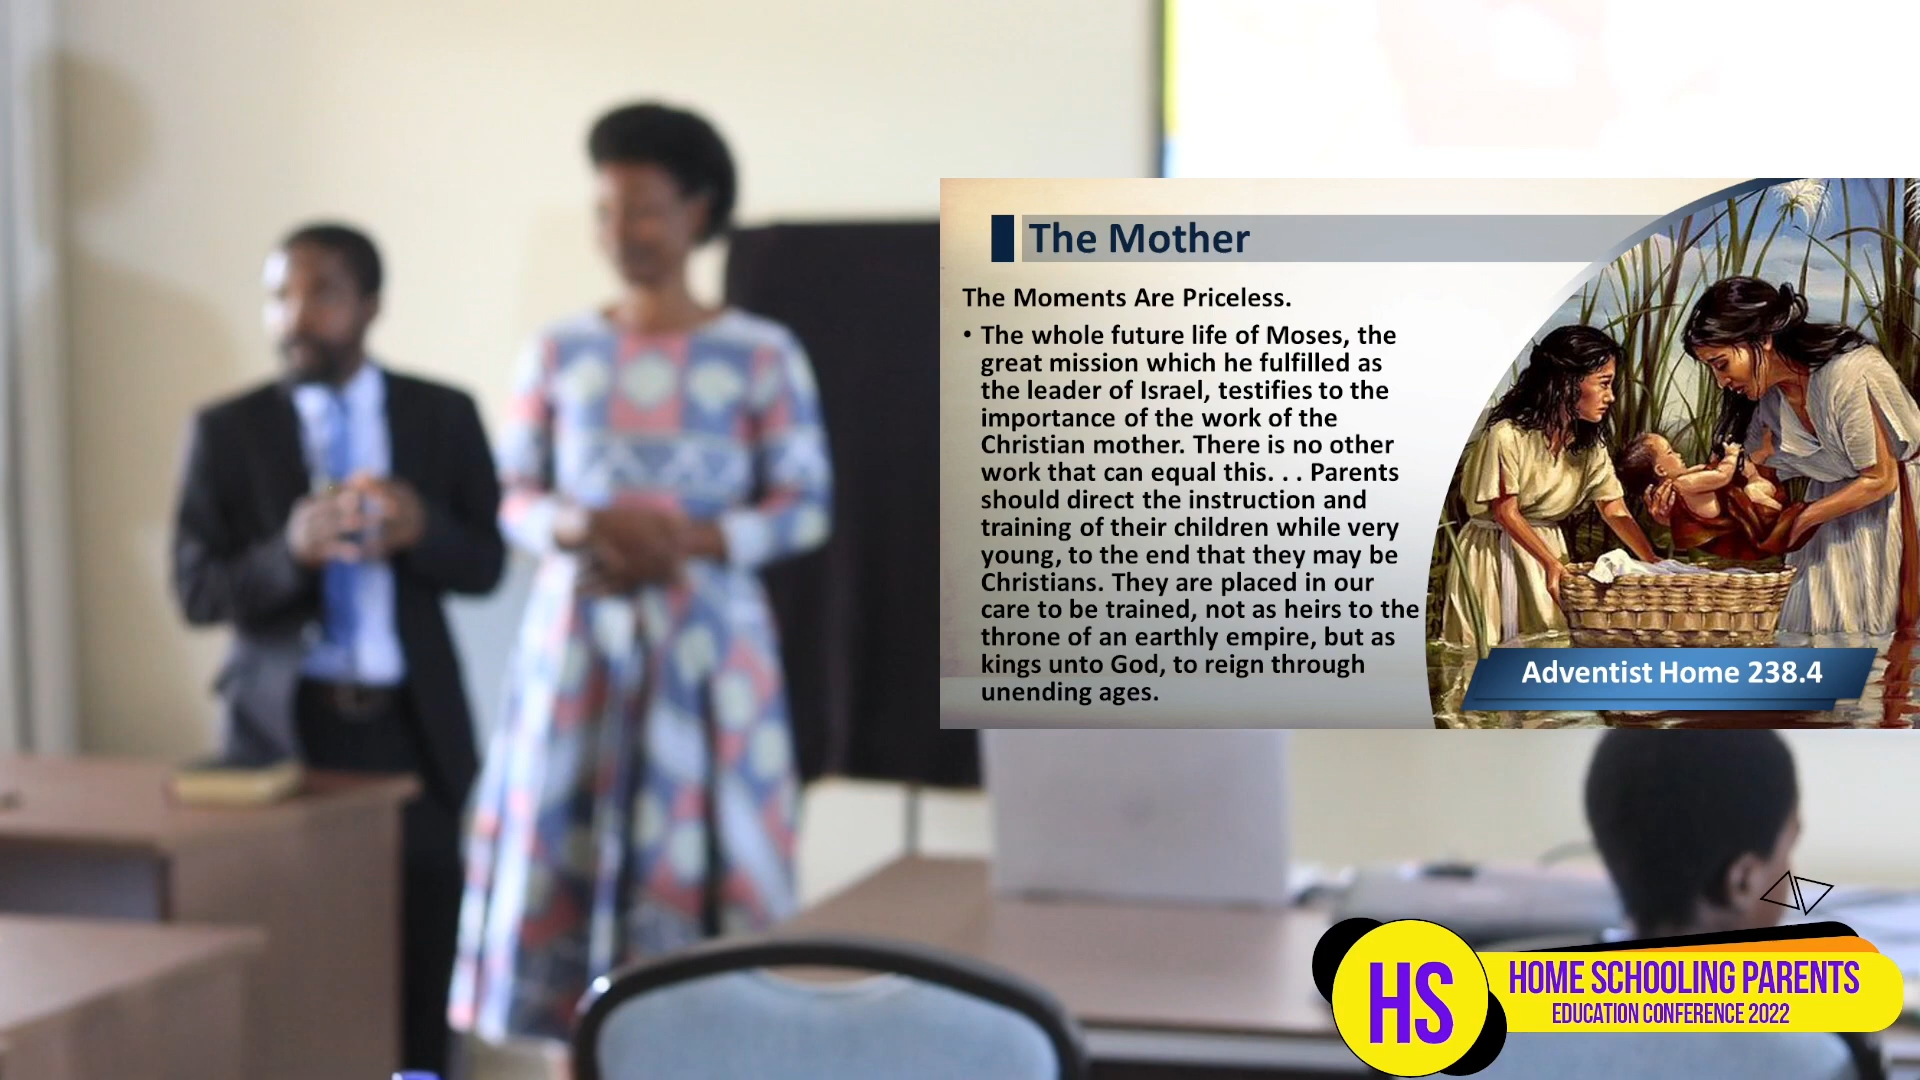 The Mother
The Moments Are Priceless.
• The whole future life of Moses, the
great mission which he fulfilled as
the leader of Israel, testifies to the
importance of the work of the
Christian mother. There is no other
work that can equal this. . . Parents
should direct the instruction and
training of their children while very
young, to the end that they may be
Christians. They are placed in our
care to be trained, not as heirs to the
throne of an earthly empire, but as
kings unto God, to reign through
unending ages.
Adventist Home 238.4
HS
HOME SCHOOLING PARENTS
EDUCATION CONFERENCE 2022